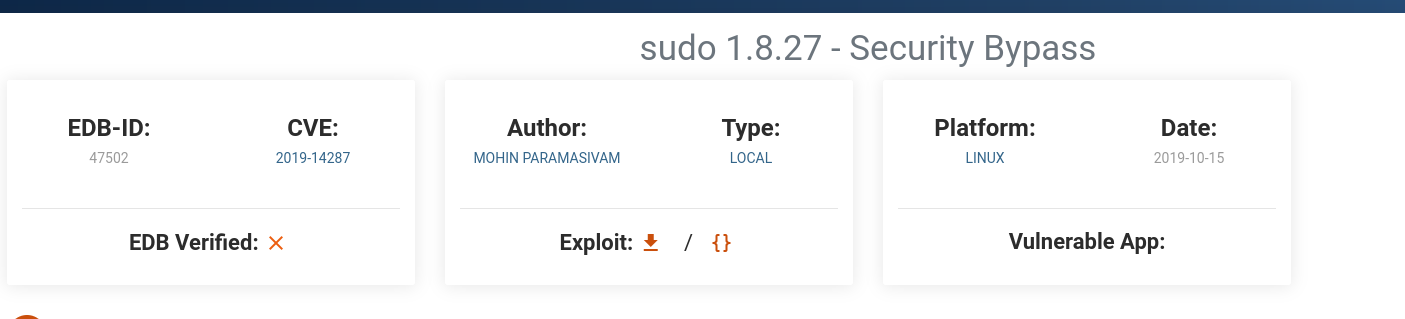 sudo 1.8.27 - Security Bypass
EDB-ID: CVE: Author: Type: Platform: Date:
47502 2019-14287 MOHIN PARAMASIVAM LOCAL LINUX 2019-10-15
EDB Verified: Exploit: / {} Vulnerable App: